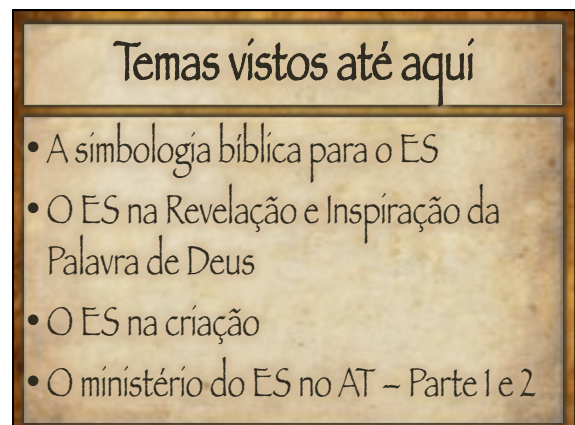 Temas vistos até aqui
• A simbologia bíblica para o ES
• O ES na Revelação e Inspiração da
Palavra de Deus
• O ES na criação
• O ministério do ES no AT – Parte 1 e 2